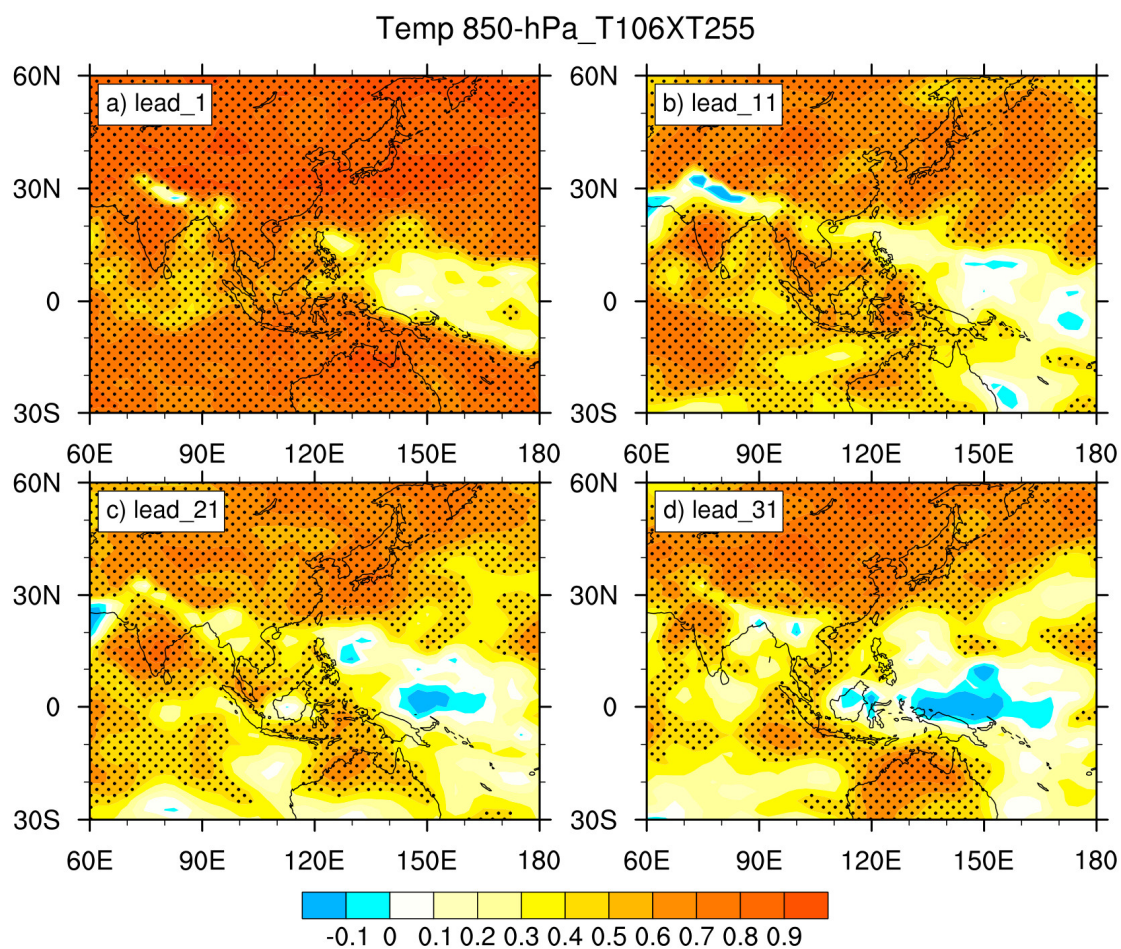 Temp 850-hPa_T106XT255
60N
30N
0
30S
60E 90E 120E 150E 180
a) lead_1
60N
30N
0
30S
60E 90E 120E 150E 180
b) lead_11
60N
30N
0
30S
60E 90E 120E 150E 180
c) lead_21
60N
30N
0
30S
60E 90E 120E 150E 180
d) lead_31
-0.1 0 0.1 0.2 0.3 0.4 0.5 0.6 0.7 0.8 0.9